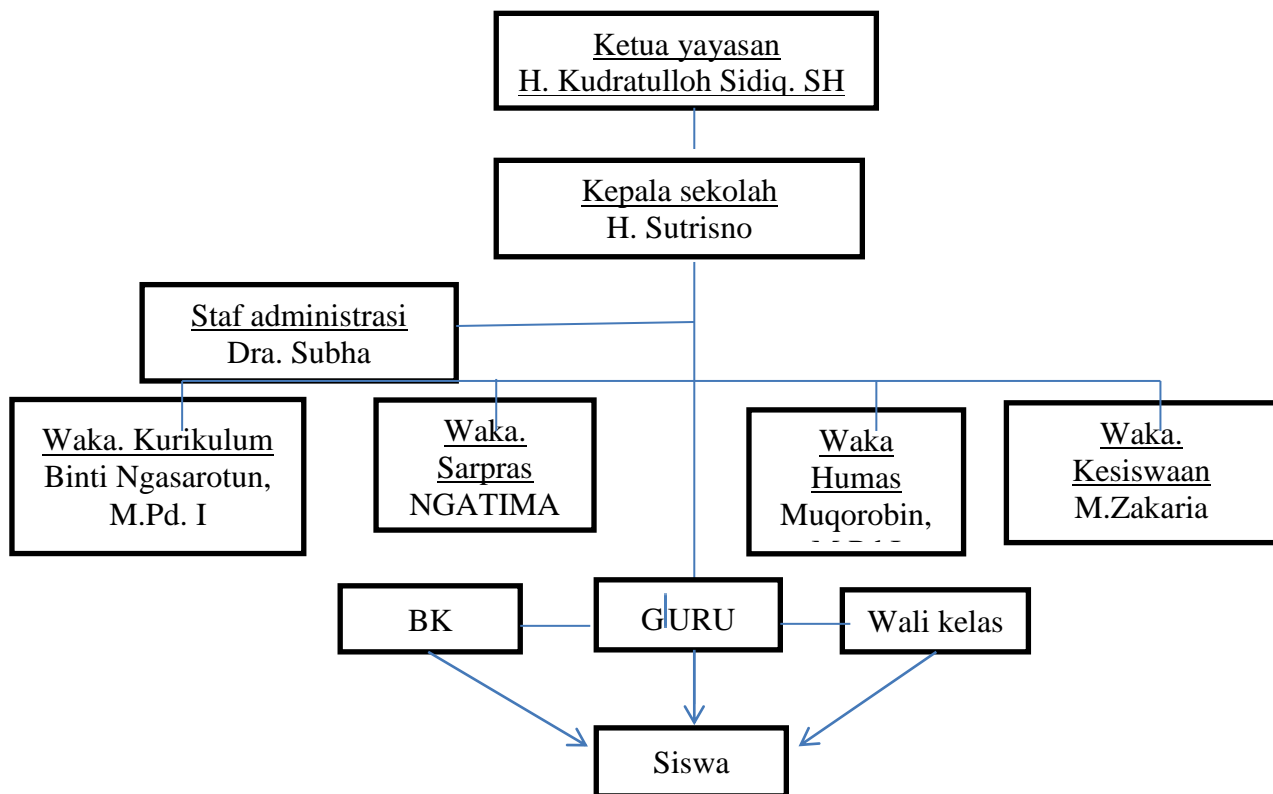 Ketua yayasan
H. Kudratulloh Sidiq. SH
Kepala sekolah
H. Sutrisno
Staf administrasi
Dra. Subha
Waka. Kurikulum
Binti Ngasarotun,
M.Pd. I
Waka.
Sarpras
NGATIMA
Waka
Humas
Muqorobin,
Waka.
Kesiswaan
M.Zakaria
BK
GURU
Wali kelas
Siswa